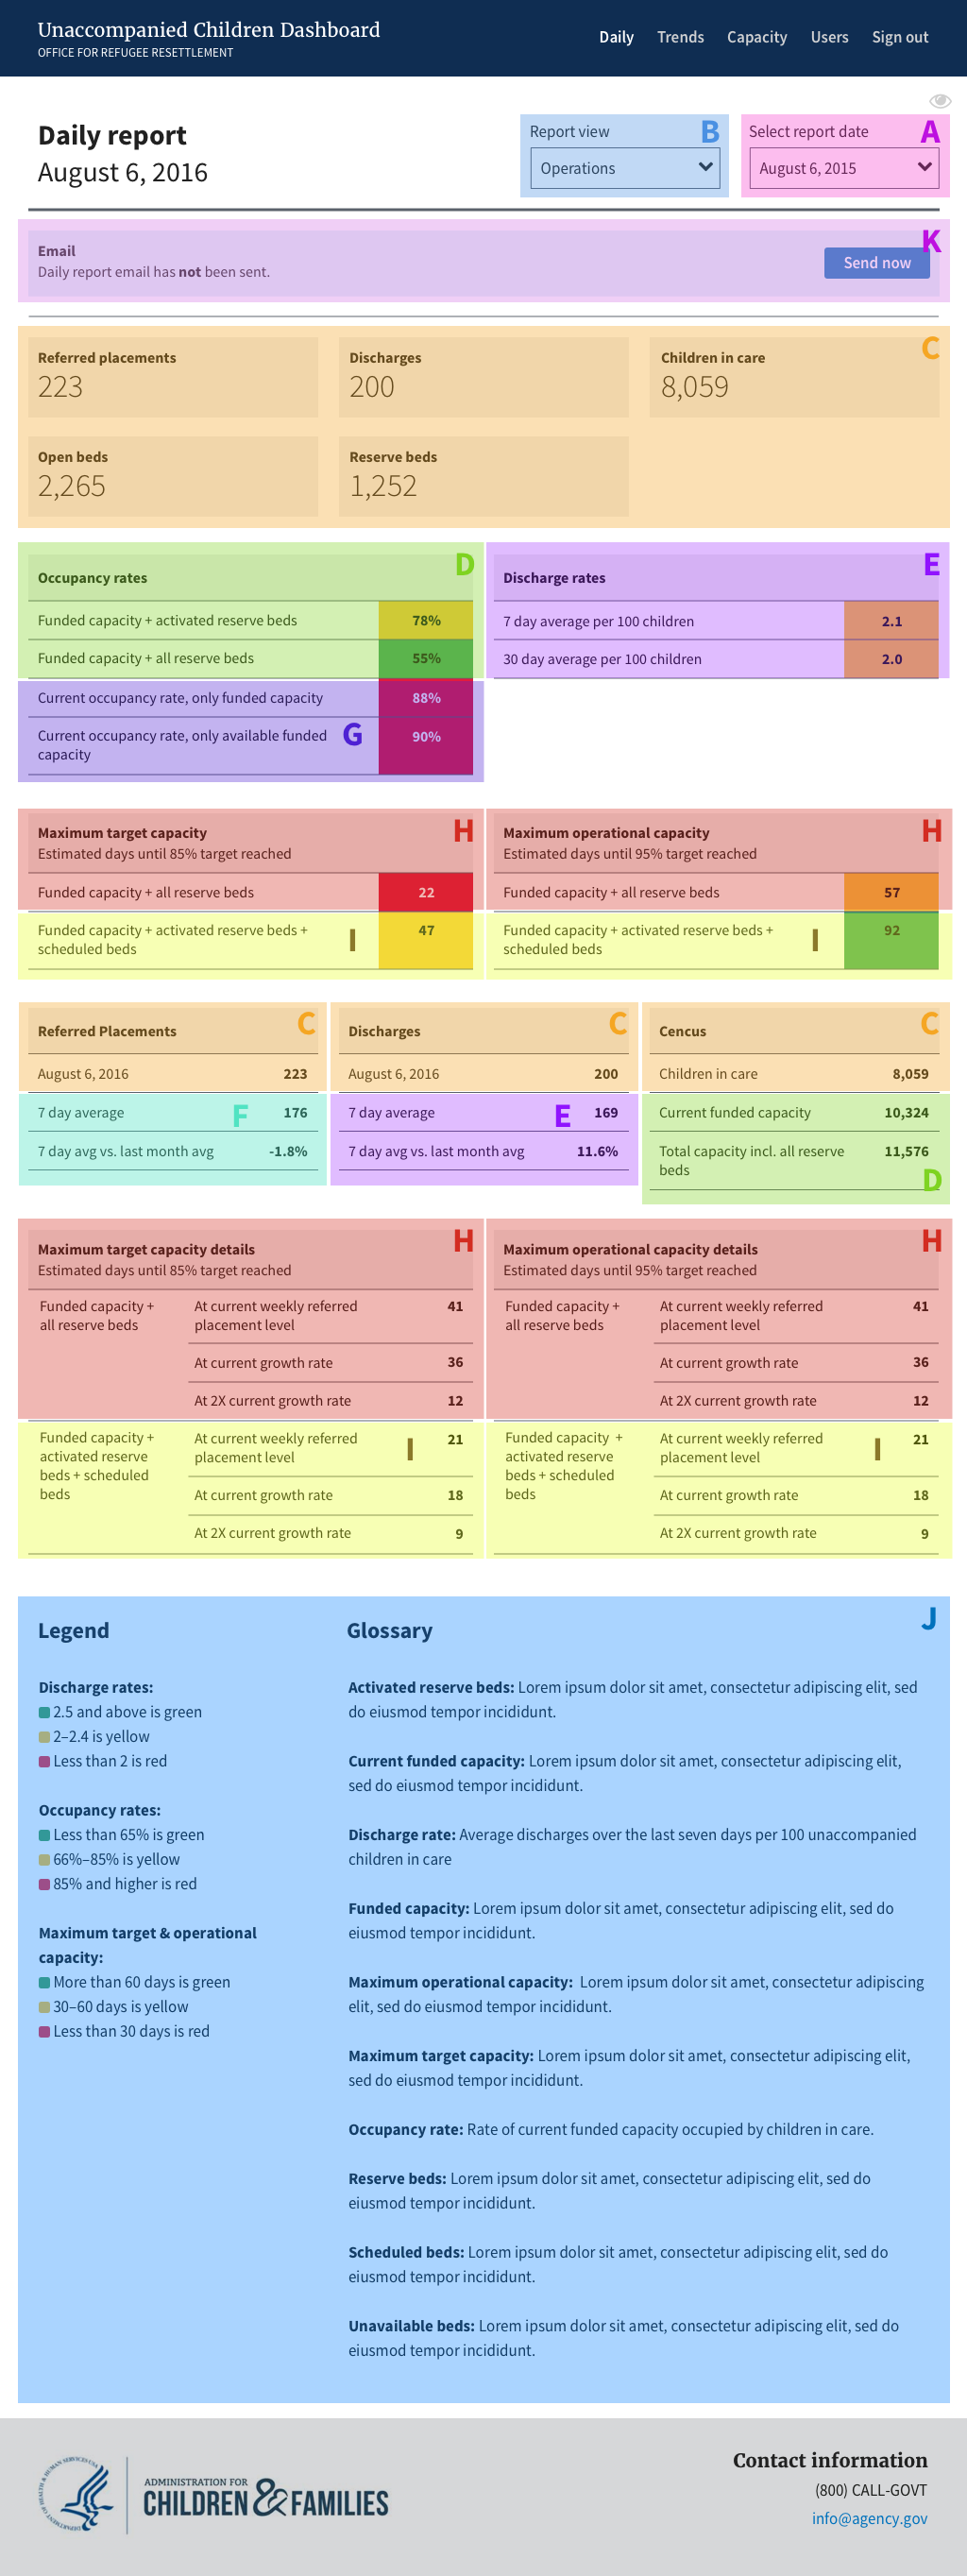 Unaccompanied Children Dashboard
OFFICE FOR REFUGEE RESETTLEMENT
Daily Trends Capacity Users Sign out
Daily report
August 6, 2016
Report view B
Operations
Select report date A
August 6, 2015
K
Email
Daily report email has not been sent.
Send now
C
Referred placements
223
Discharges
200
Children in care
8,059
Open beds
2,265
Reserve beds
1,252
D
Occupancy rates
Funded capacity + activated reserve beds 78%
Funded capacity + all reserve beds 55%
Current occupancy rate, only funded capacity 88%
Current occupancy rate, only available funded G 90%
capacity
E
Discharge rates
7 day average per 100 children 2.1
30 day average per 100 children 2.0
Maximum target capacity H
Estimated days until 85% target reached
Funded capacity + all reserve beds 22
Funded capacity + activated reserve beds + I 47
scheduled beds
Maximum operational capacity H
Estimated days until 95% target reached
Funded capacity + all reserve beds 57
Funded capacity + activated reserve beds + I 92
scheduled beds
Referred Placements C
August 6, 2016 223
7 day average F 176
7 day avg vs. last month avg -1.8%
Discharges C
August 6, 2016 200
7 day average E 169
7 day avg vs. last month avg 11.6%
Cencus C
Children in care 8,059
Current funded capacity 10,324
Total capacity incl. all reserve 11,576
beds D
Maximum target capacity details H
Estimated days until 85% target reached
Funded capacity +
all reserve beds
At current weekly referred 41
placement level
At current growth rate 36
At 2X current growth rate 12
Funded capacity +
activated reserve
beds + scheduled
beds
At current weekly referred I 21
placement level
At current growth rate 18
At 2X current growth rate 9
Maximum operational capacity details H
Estimated days until 95% target reached
Funded capacity +
all reserve beds
At current weekly referred 41
placement level
At current growth rate 36
At 2X current growth rate 12
Funded capacity +
activated reserve
beds + scheduled
beds
At current weekly referred I 21
placement level
At current growth rate 18
At 2X current growth rate 9
J
Legend
Discharge rates:
2.5 and above is green
2–2.4 is yellow
Less than 2 is red
Occupancy rates:
Less than 65% is green
66%–85% is yellow
85% and higher is red
Maximum target & operational
capacity:
More than 60 days is green
30–60 days is yellow
Less than 30 days is red
Glossary
Activated reserve beds: Lorem ipsum dolor sit amet, consectetur adipiscing elit, sed
do eiusmod tempor incididunt.
Current funded capacity: Lorem ipsum dolor sit amet, consectetur adipiscing elit,
sed do eiusmod tempor incididunt.
Discharge rate: Average discharges over the last seven days per 100 unaccompanied
children in care
Funded capacity: Lorem ipsum dolor sit amet, consectetur adipiscing elit, sed do
eiusmod tempor incididunt.
Maximum operational capacity: Lorem ipsum dolor sit amet, consectetur adipiscing
elit, sed do eiusmod tempor incididunt.
Maximum target capacity: Lorem ipsum dolor sit amet, consectetur adipiscing elit,
sed do eiusmod tempor incididunt.
Occupancy rate: Rate of current funded capacity occupied by children in care.
Reserve beds: Lorem ipsum dolor sit amet, consectetur adipiscing elit, sed do
eiusmod tempor incididunt.
Scheduled beds: Lorem ipsum dolor sit amet, consectetur adipiscing elit, sed do
eiusmod tempor incididunt.
Unavailable beds: Lorem ipsum dolor sit amet, consectetur adipiscing elit, sed do
eiusmod tempor incididunt.
ADMINISTRATION FOR
CHILDREN & FAMILIES
Contact information
(800) CALL-GOVT
info@agency.gov